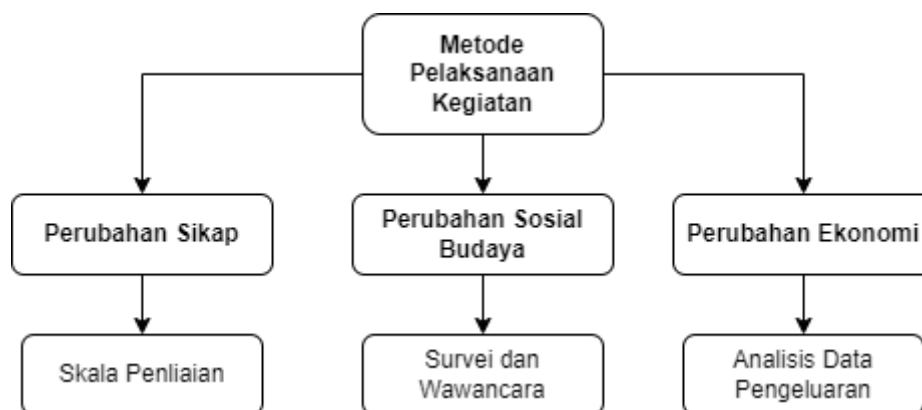 Metode
Pelaksanaan
Kegiatan
Perubahan Sikap
Perubahan Sosial
Budaya
Perubahan Ekonomi
Skala Penliaian
Survei dan
Wawancara
Analisis Data
Pengeluaran